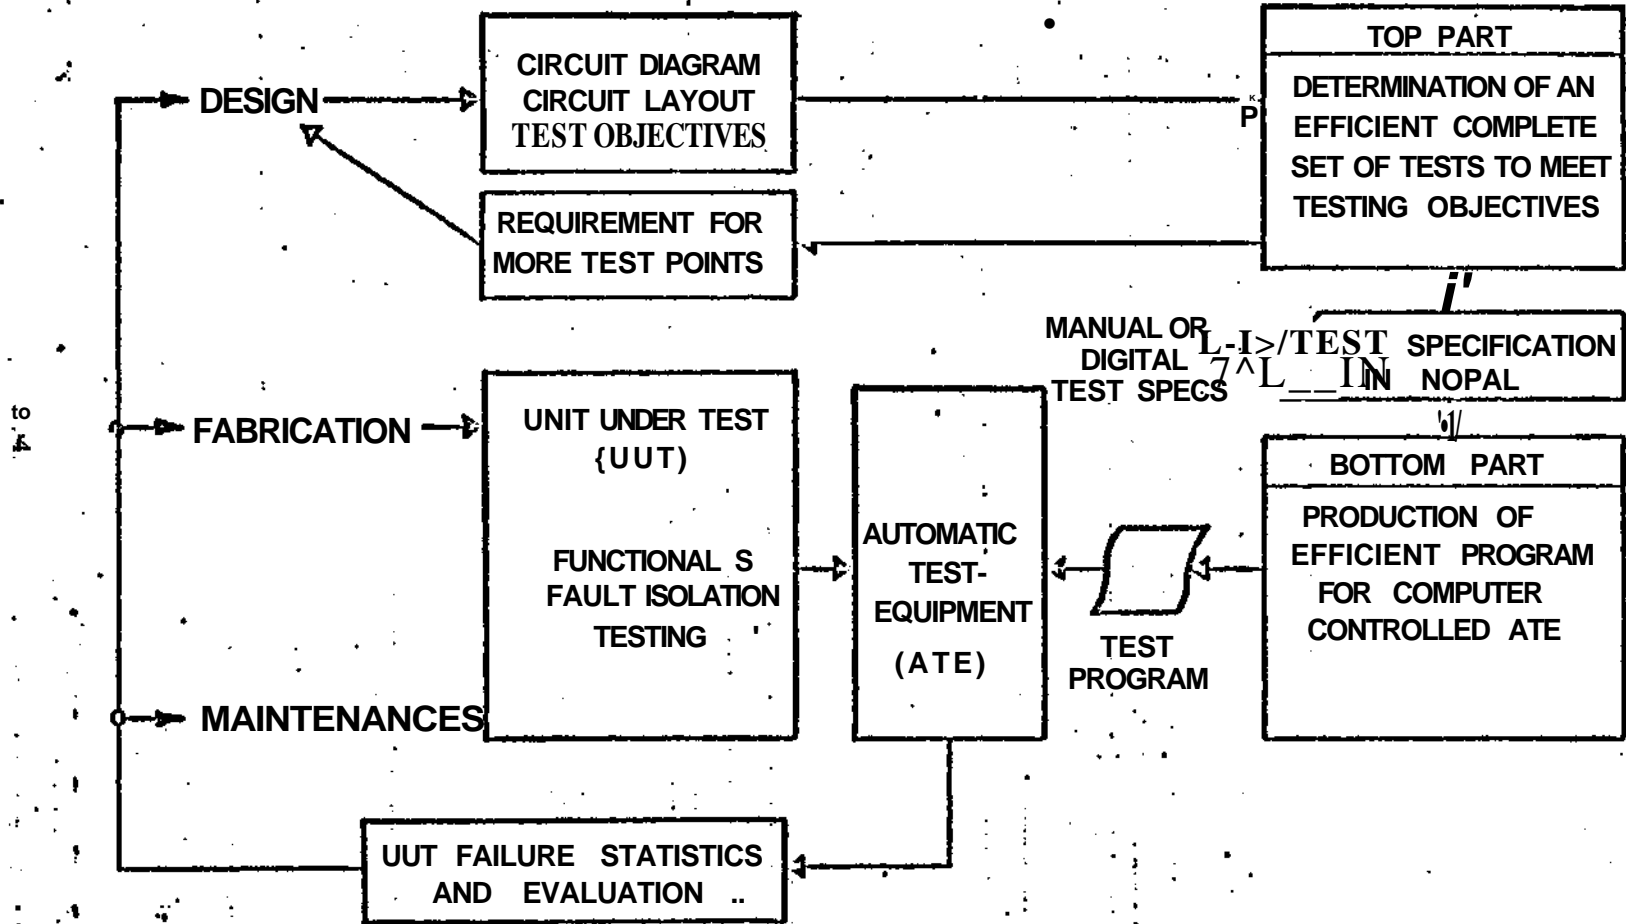 TOP PART
DETERMINATION OF AN
EFFICIENT COMPLETE
SET OF TESTS TO MEET
TESTING OBJECTIVES
CIRCUIT DIAGRAM
CIRCUIT LAYOUT
TEST OBJECTIVES
DESIGN
P
REQUIREMENT FOR
MORE TEST POINTS
i'
MANUAL OR
DIGITAL
TEST SPECS
L-I>/TEST SPECIFICATION
7^L__IN
IN NOPAL
to
FABRICATION
UNIT UNDER TEST
{UUT)
FUNCTIONAL S
FAULT ISOLATION
TESTING '
AUTOMATIC
TEST-
EQUIPMENT
(ATE)
TEST
PROGRAM
BOTTOM PART
PRODUCTION OF
EFFICIENT PROGRAM
FOR COMPUTER
CONTROLLED ATE
MAINTENANCES
UUT FAILURE STATISTICS
AND EVALUATION ..